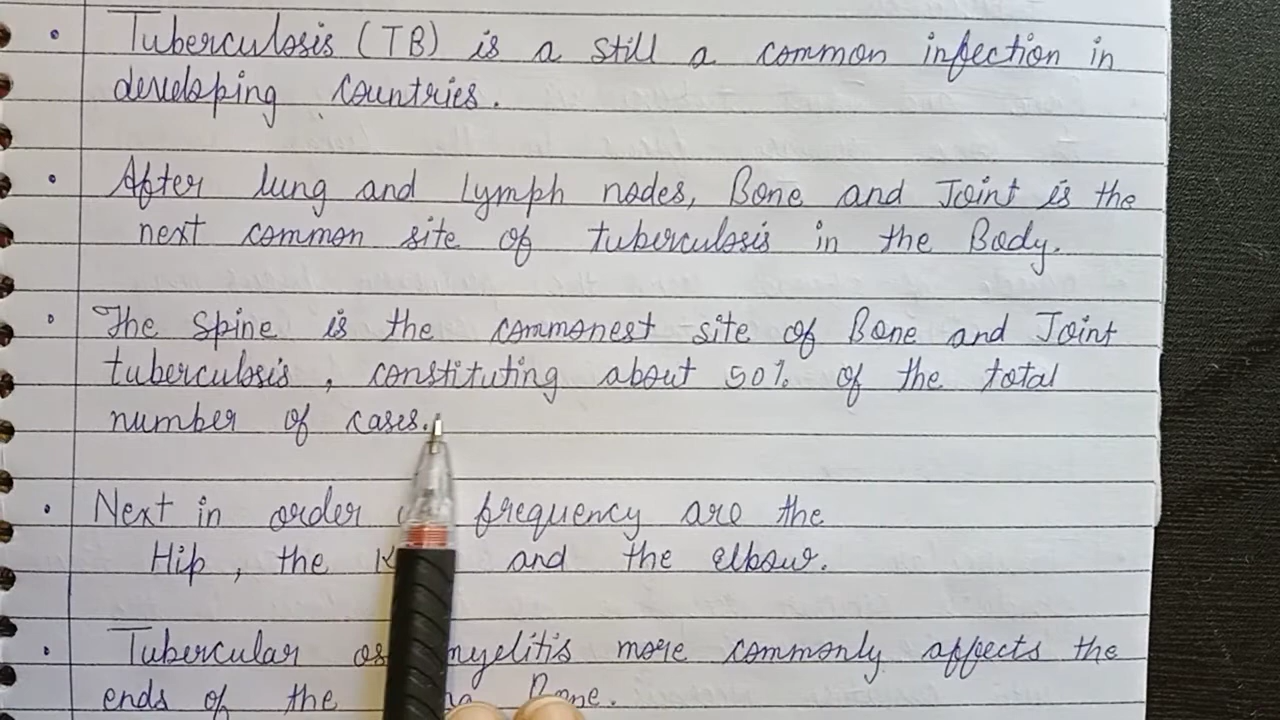 • Tuberculosis (TB) is a still a common infection in
developing countries.
• After lung and lymph nodes, Bone and Joint is the
next common site of tuberculosis in the Body.
• The spine is the commonest site of Bone and Joint
tuberculosis, constituting about 50% of the total
number of cases.
• Next in order frequency are the
Hip, the and the elbow.
• Tubercular more commonly affects the
ends of the Bone.